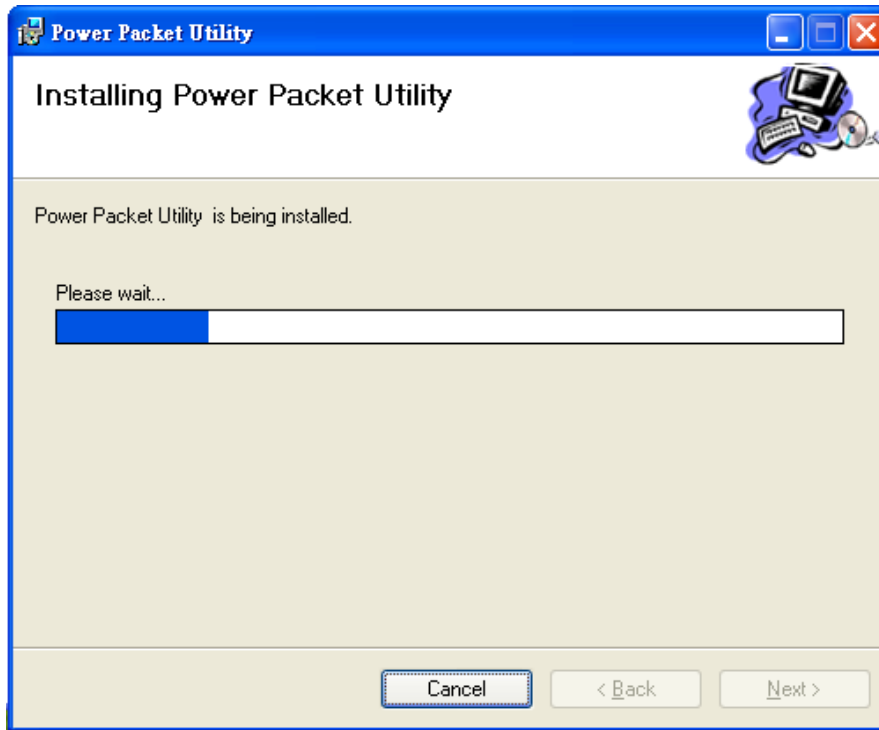 Power Packet Utility
Installing Power Packet Utility
Power Packet Utility  is being installed.
Please wait...
Cancel
< Back
Next >